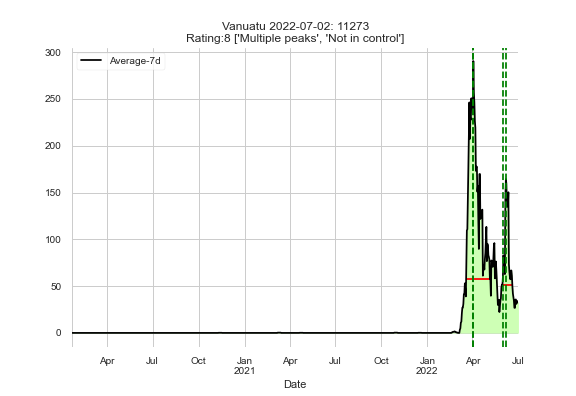 Vanuatu 2022-07-02: 11273
Rating:8 ['Multiple peaks', 'Not in control']
Average-7d
300
250
200
150
100
50
0
Apr Jul Oct Jan Apr Jul Oct Jan Apr Jul
2021 2022
Date